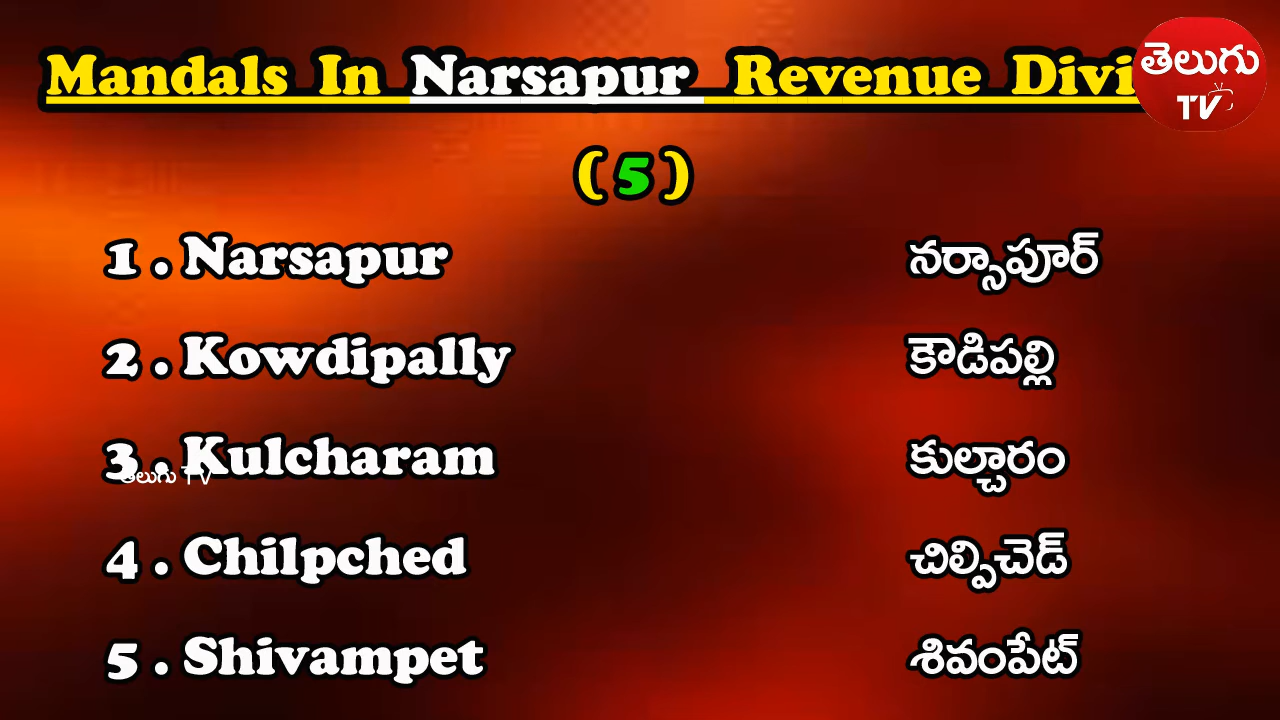 Mandals In Narsapur Revenue Divi
తెలుగు
TV
( 5 )
1 . Narsapur నర్సాపూర్
2 . Kowdipally కౌడిపల్లి
3 . Kulcharam కుల్చారం
తెలుగు TV
4 . Chilpched చిల్పిచెడ్
5 . Shivampet శివంపేట్